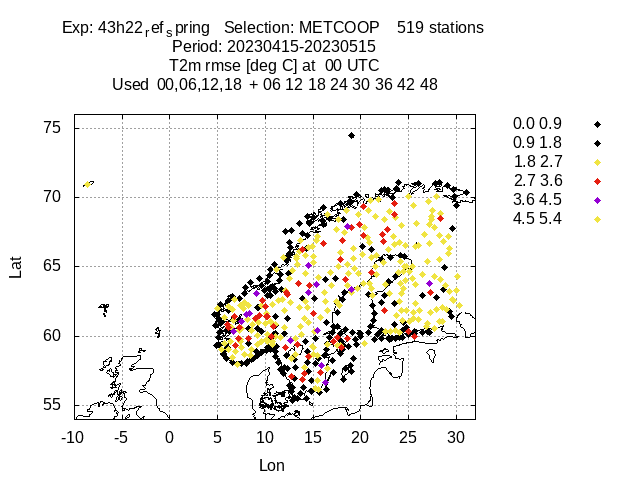 Exp: 43h22refspring Selection: METCOOP 519 stations
Period: 20230415-20230515
T2m rmse [deg C] at 00 UTC
Used 00,06,12,18 + 06 12 18 24 30 36 42 48
75
70
65
60
55
Lat
-10 -5 0 5 10 15 20 25 30
Lon
0.0 0.9
0.9 1.8
1.8 2.7
2.7 3.6
3.6 4.5
4.5 5.4